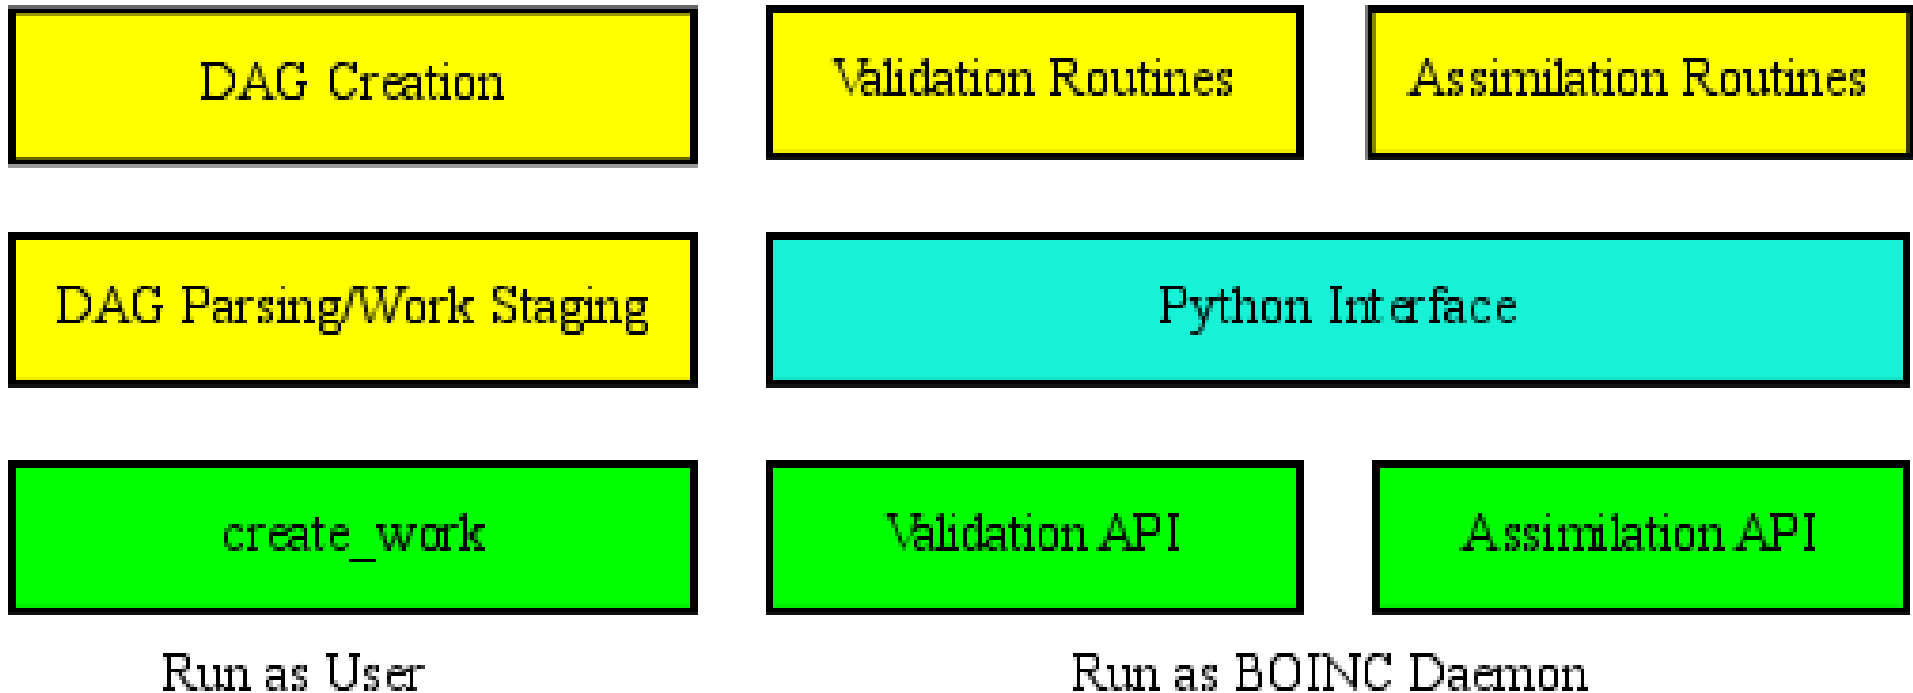 DAG Creation
Validation Routines
Assimilation Routines
DAG Parsing/Work Staging
Python Interface
create_work
Validation API
Assimilation API
Run as User
Run as BOINC Daemon